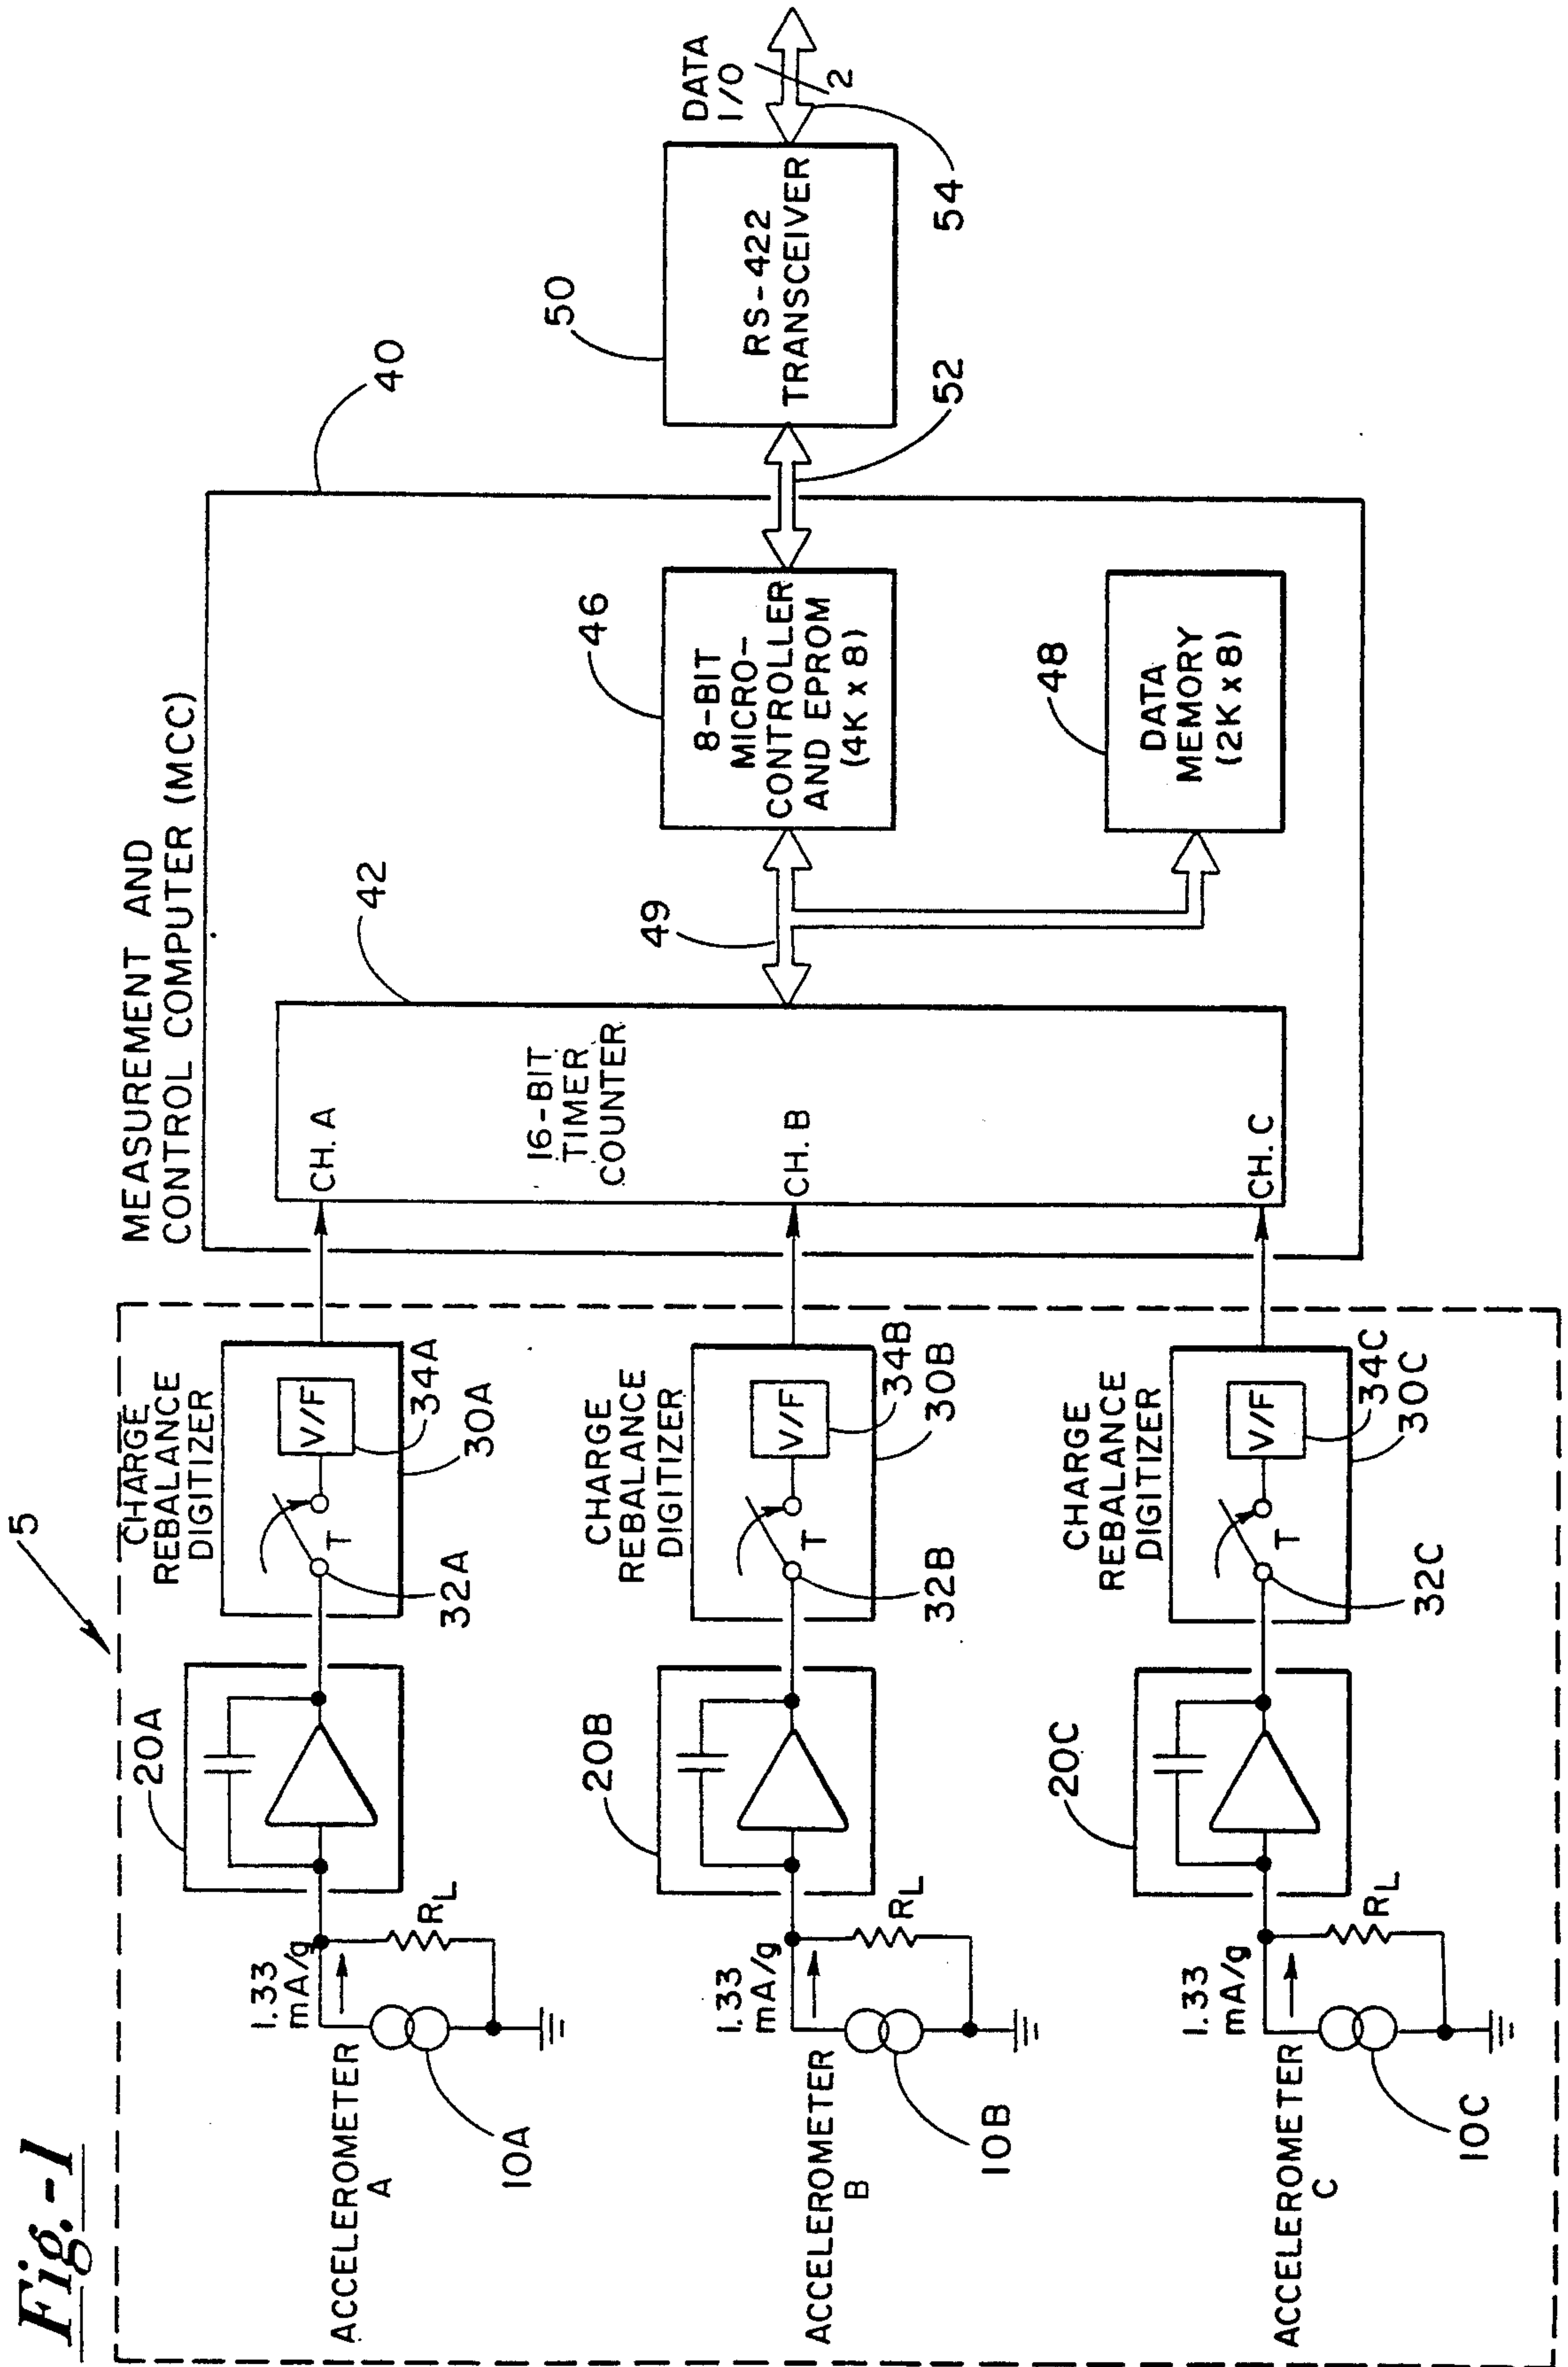 Fig.-1
5
MEASUREMENT AND
CONTROL COMPUTER (MCC)
40
CHARGE
REBALANCE
DIGITIZER
20A
1.33
mA/g
RL
ACCELEROMETER
A
10A
T
32A
V/F
34A
30A
CH. A
42
16-BIT
TIMER
COUNTER
CHARGE
REBALANCE
DIGITIZER
20B
1.33
mA/g
RL
ACCELEROMETER
B
10B
T
32B
V/F
34B
30B
CH. B
49
46
8-BIT
MICRO-
CONTROLLER
AND EPROM
(4K x 8)
52
50
RS-422
TRANSCEIVER
DATA
I/O
2
54
CHARGE
REBALANCE
DIGITIZER
20C
1.33
mA/g
RL
ACCELEROMETER
C
10C
T
32C
V/F
34C
30C
CH. C
48
DATA
MEMORY
(2K x 8)